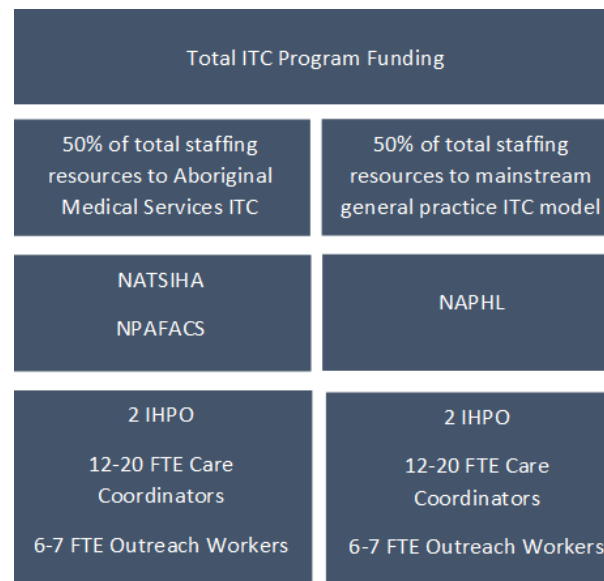 Total ITC Program Funding
50% of total staffing
resources to Aboriginal
Medical Services ITC
50% of total staffing
resources to mainstream
general practice ITC model
NATSIHA
NPAFACS
NAPHL
2 IHPO
12-20 FTE Care
Coordinators
6-7 FTE Outreach Workers
2 IHPO
12-20 FTE Care
Coordinators
6-7 FTE Outreach Workers